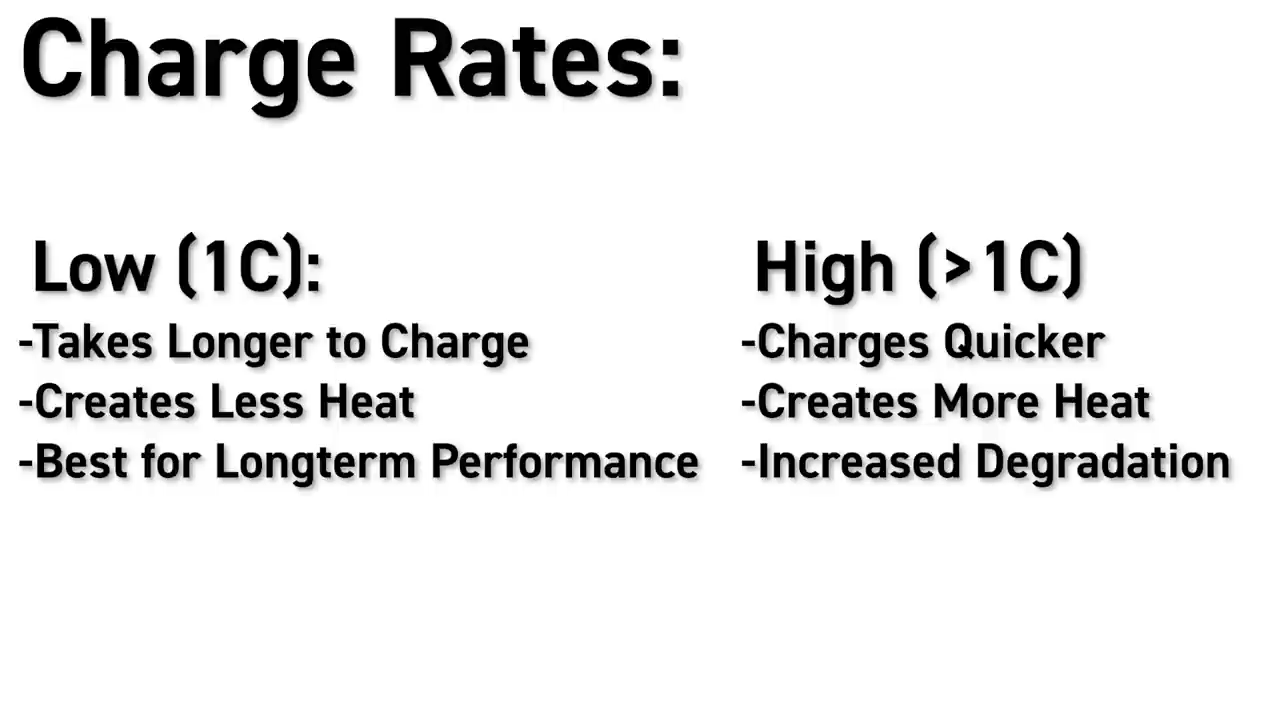 Charge Rates:
Low (1C):
-Takes Longer to Charge
-Creates Less Heat
-Best for Longterm Performance
High (>1C)
-Charges Quicker
-Creates More Heat
-Increased Degradation